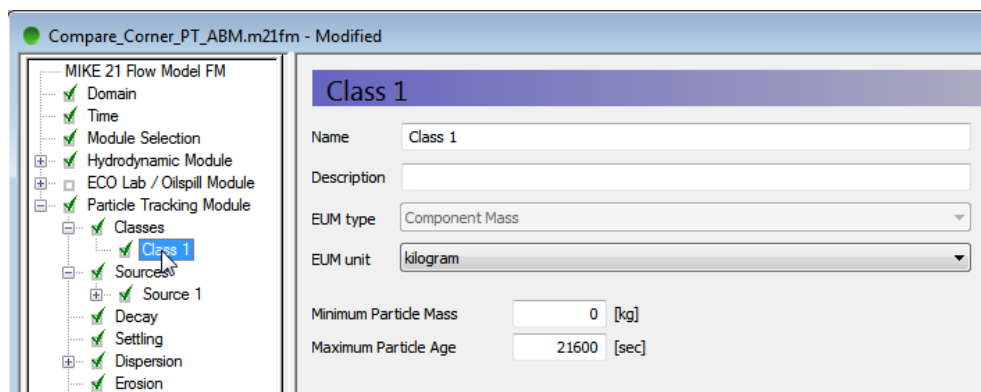 Compare_Corner_PT_ABM.m21fm - Modified
MIKE 21 Flow Model FM
Domain
Time
Module Selection
Hydrodynamic Module
ECO Lab / Oilspill Module
Particle Tracking Module
Classes
Class 1
Sources
Source 1
Decay
Settling
Dispersion
Erosion
Class 1
Name Class 1
Description
EUM type Component Mass
EUM unit kilogram
Minimum Particle Mass 0 [kg]
Maximum Particle Age 21600 [sec]